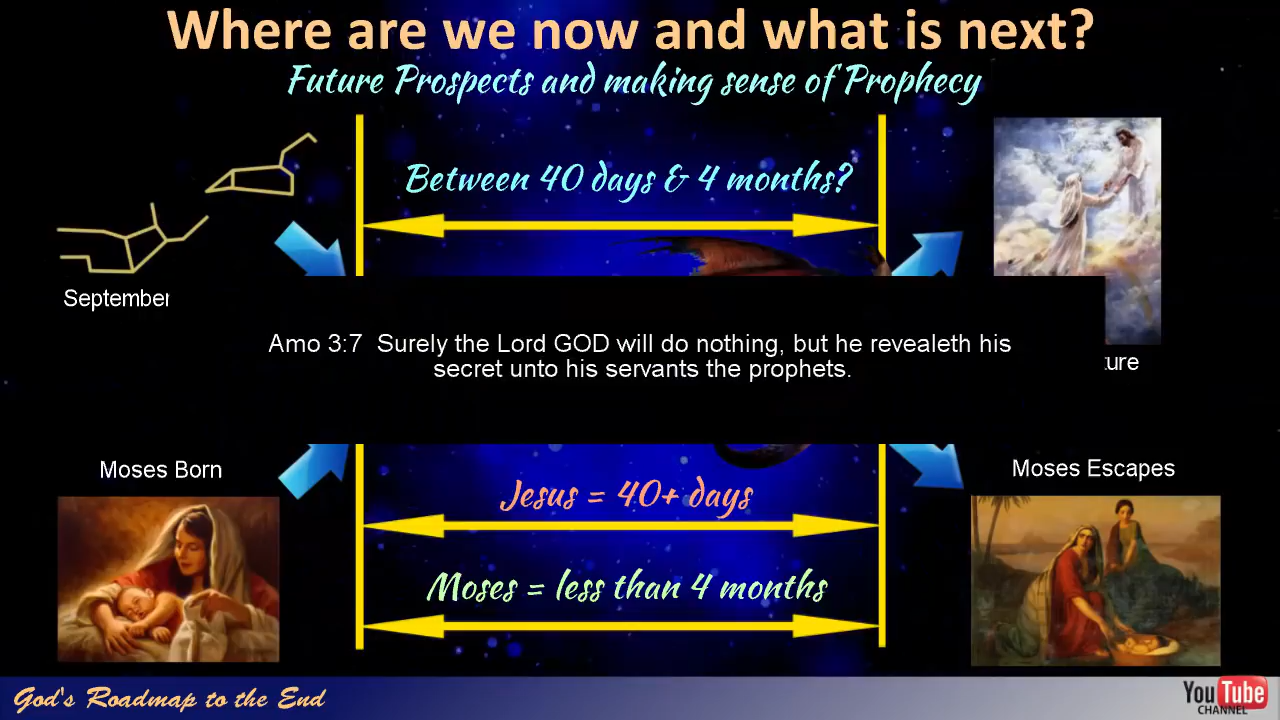 Where are we now and what is next?
Future Prospects and making sense of Prophecy
Between 40 days & 4 months?
September
Amo 3:7 Surely the Lord GOD will do nothing, but he revealeth his
secret unto his servants the prophets.
ture
Moses Born
Moses Escapes
Jesus = 40+ days
Moses = less than 4 months
God's Roadmap to the End
YouTube
CHANNEL